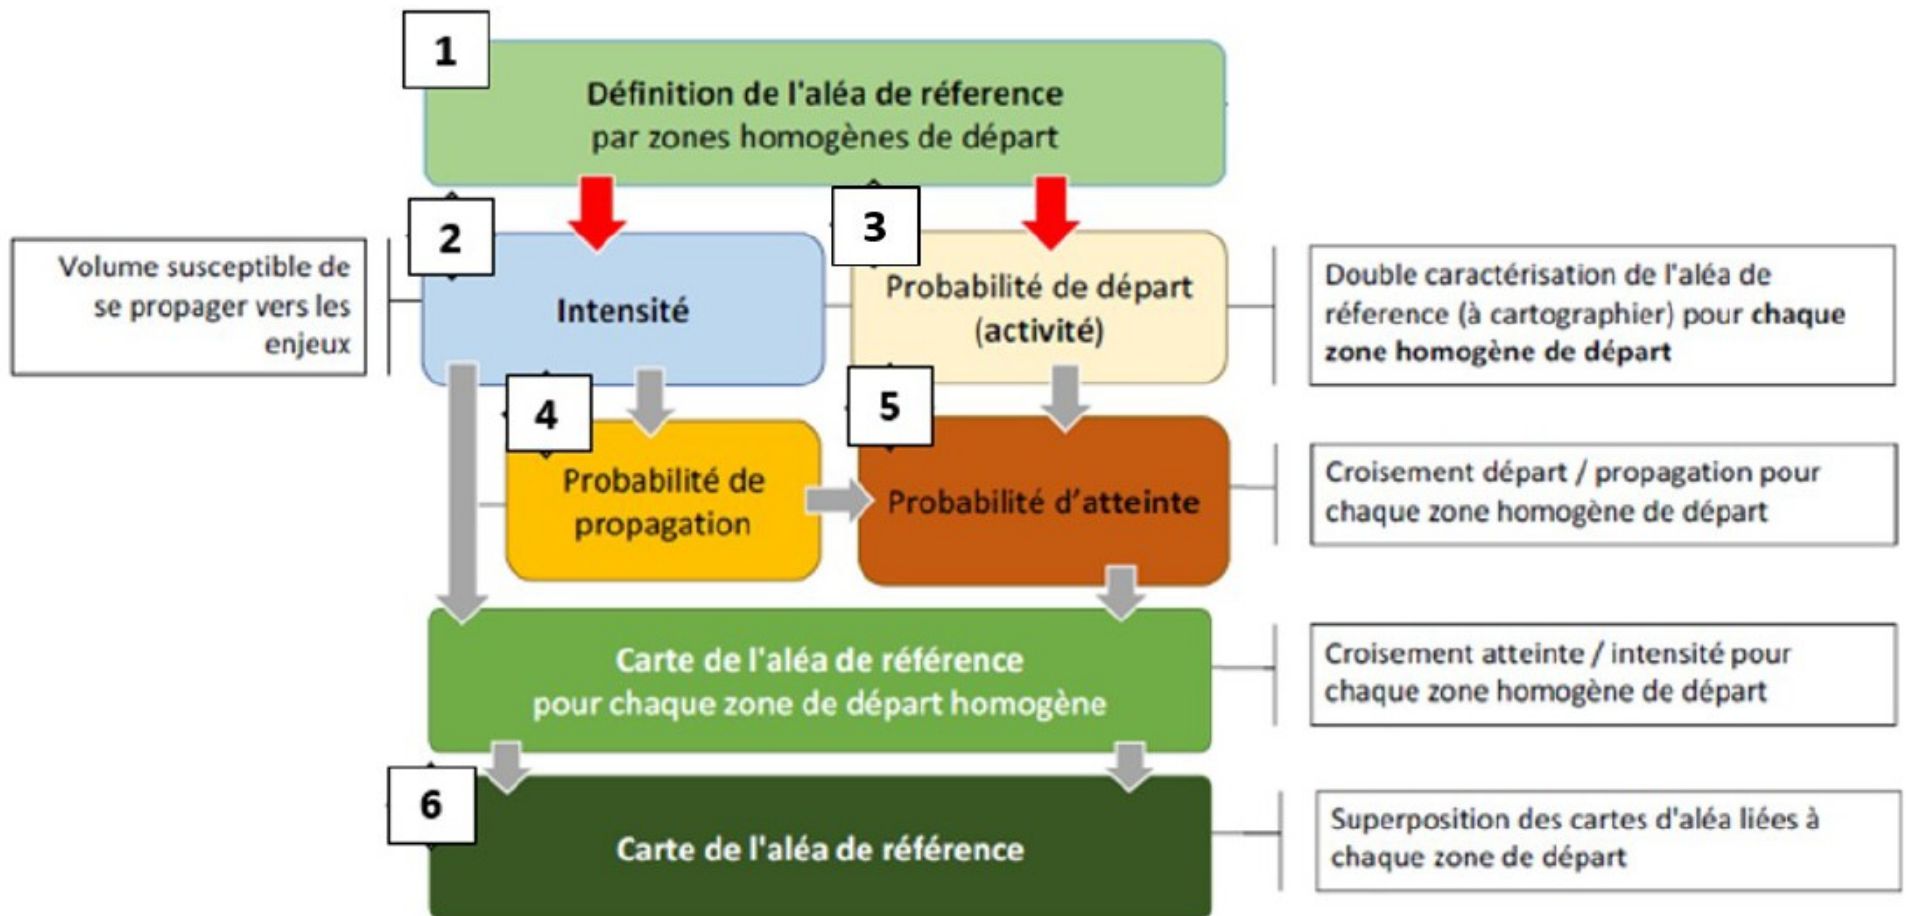 1
Définition de l'aléa de réference
par zones homogènes de départ
2
3
Volume susceptible de
se propager vers les
enjeux
Intensité
Probabilité de départ
(activité)
Double caractérisation de l'aléa de
réference (à cartographier) pour chaque
zone homogène de départ
4
5
Probabilité de
propagation
Probabilité d’atteinte
Croisement départ / propagation pour
chaque zone homogène de départ
Carte de l'aléa de référence
pour chaque zone de départ homogène
Croisement atteinte / intensité pour
chaque zone homogène de départ
6
Carte de l'aléa de référence
Superposition des cartes d'aléa liées à
chaque zone de départ